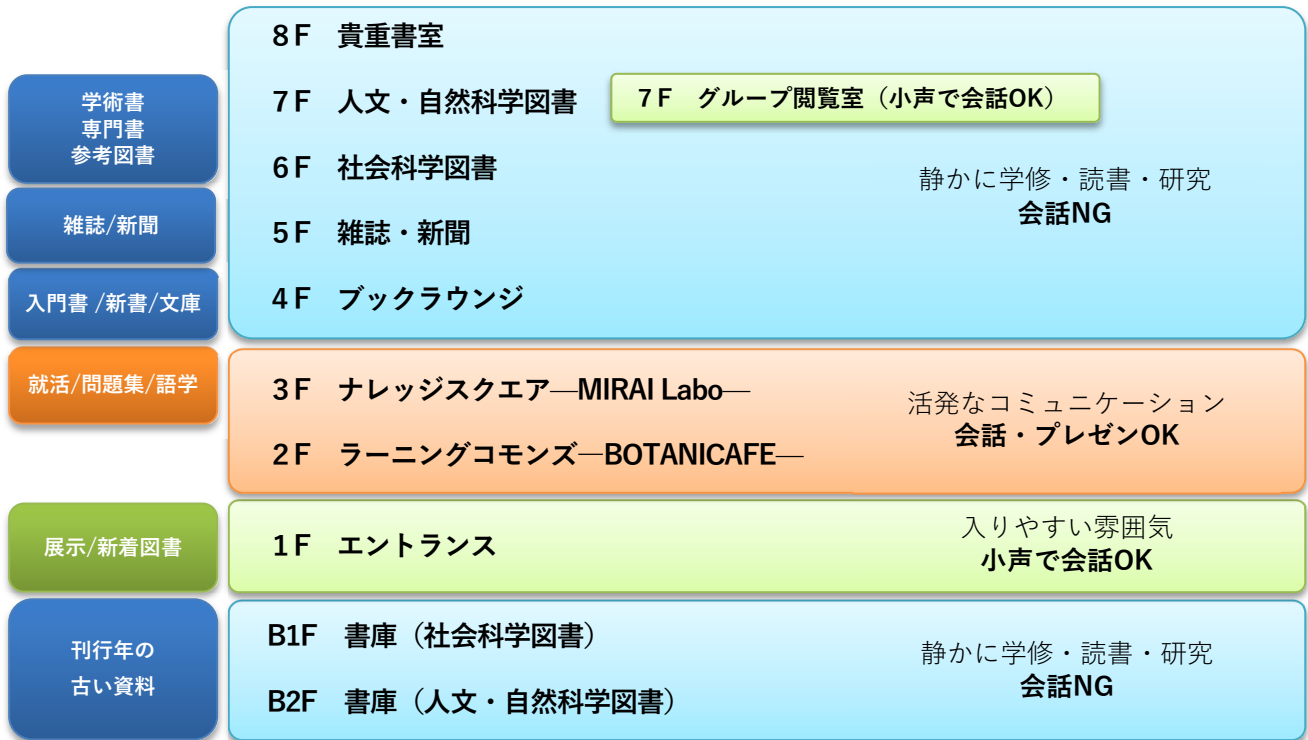 8F 貴重書室
学術書
専門書
参考図書
7F 人文・自然科学図書
7F グループ閲覧室（小声で会話OK）
6F 社会科学図書
静かに学修・読書・研究
会話NG
雑誌/新聞
5F 雑誌・新聞
入門書 /新書/文庫
4F ブックラウンジ
就活/問題集/語学
3F ナレッジスクエア―MIRAI Labo―
活発なコミュニケーション
会話・プレゼンOK
2F ラーニングコモンズ―BOTANICAFE―
展示/新着図書
1F エントランス
入りやすい雰囲気
小声で会話OK
刊行年の
古い資料
B1F 書庫（社会科学図書）
B2F 書庫（人文・自然科学図書）
静かに学修・読書・研究
会話NG